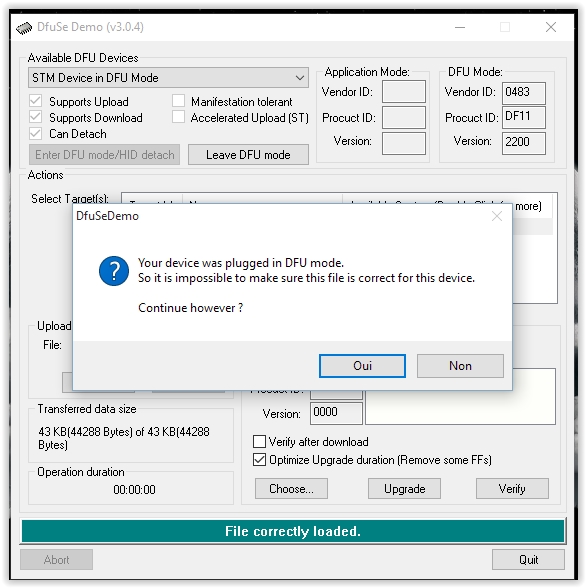 DfuSe Demo (v3.0.4)
Available DFU Devices
STM Device in DFU Mode
Supports Upload
Manifestation tolerant
Supports Download
Accelerated Upload (ST)
Can Detach
Enter DFU mode/HID detach
Leave DFU mode
Application Mode:
Vendor ID:
Procuct ID:
Version:
DFU Mode:
Vendor ID: 0483
Procuct ID: DF11
Version: 2200
Actions
Select Target(s):
more)
DfuSeDemo
Your device was plugged in DFU mode.
So it is impossible to make sure this file is correct for this device.
Continue however ?
Oui
Non
Upload
File:
Version: 0000
Transferred data size
43 KB(44288 Bytes) of 43 KB(44288
Bytes)
Verify after download
Optimize Upgrade duration (Remove some FFs)
Operation duration
00:00:00
Choose...
Upgrade
Verify
File correctly loaded.
Abort
Quit